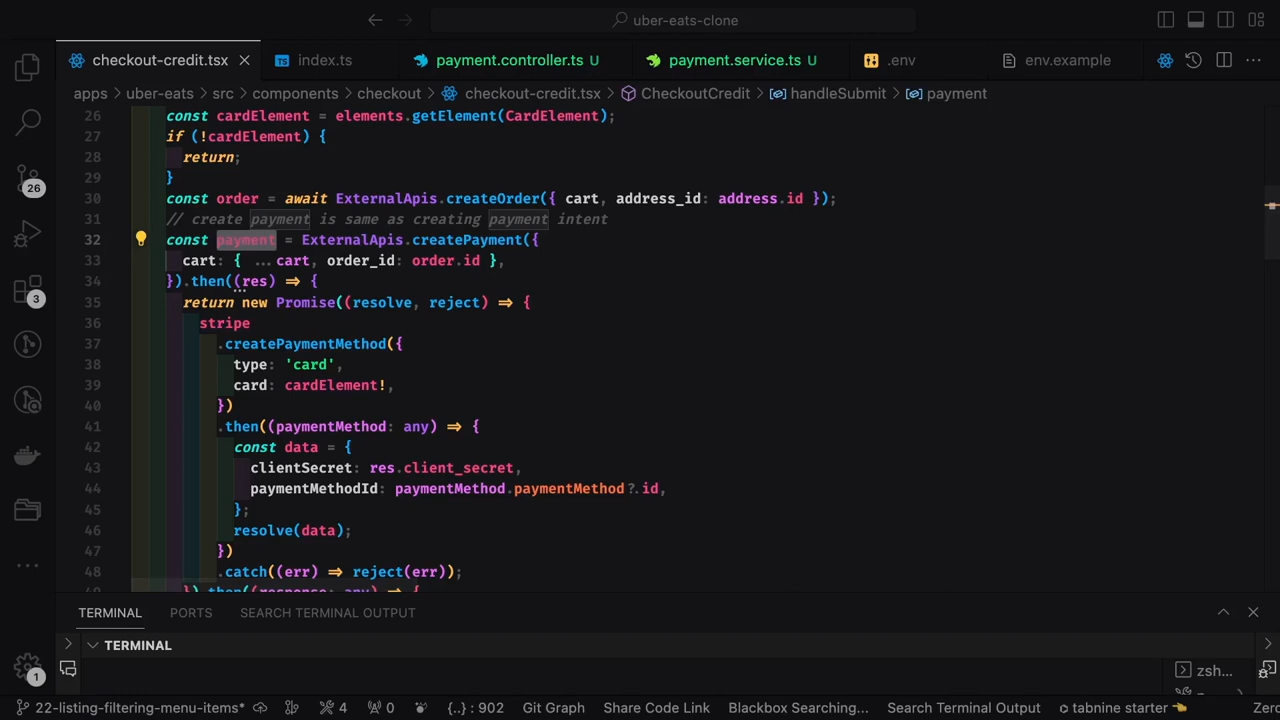 uber-eats-clone
checkout-credit.tsx index.ts payment.controller.ts U payment.service.ts U .env env.example
apps > uber-eats > src > components > checkout > checkout-credit.tsx > CheckoutCredit > handleSubmit > payment
26 const cardElement = elements.getElement(CardElement);
27 if (!cardElement) {
28 return;
29 }
30 const order = await ExternalApis.createOrder({ cart, address_id: address.id });
31 // create payment is same as creating payment intent
32 const payment = ExternalApis.createPayment({
33 cart: { ...cart, order_id: order.id },
34 }).then((res) => {
35 return new Promise((resolve, reject) => {
36 stripe
37 .createPaymentMethod({
38 type: 'card',
39 card: cardElement!,
40 })
41 .then((paymentMethod: any) => {
42 const data = {
43 clientSecret: res.client_secret,
44 paymentMethodId: paymentMethod.paymentMethod?.id,
45 };
46 resolve(data);
47 })
48 .catch((err) => reject(err));
49 }).then((response: any) => {
26
3
TERMINAL PORTS SEARCH TERMINAL OUTPUT
TERMINAL
zsh...
1
22-listing-filtering-menu-items* 4 0 {..} : 902 Git Graph Share Code Link Blackbox Searching... Search Terminal Output tabnine starter Zero